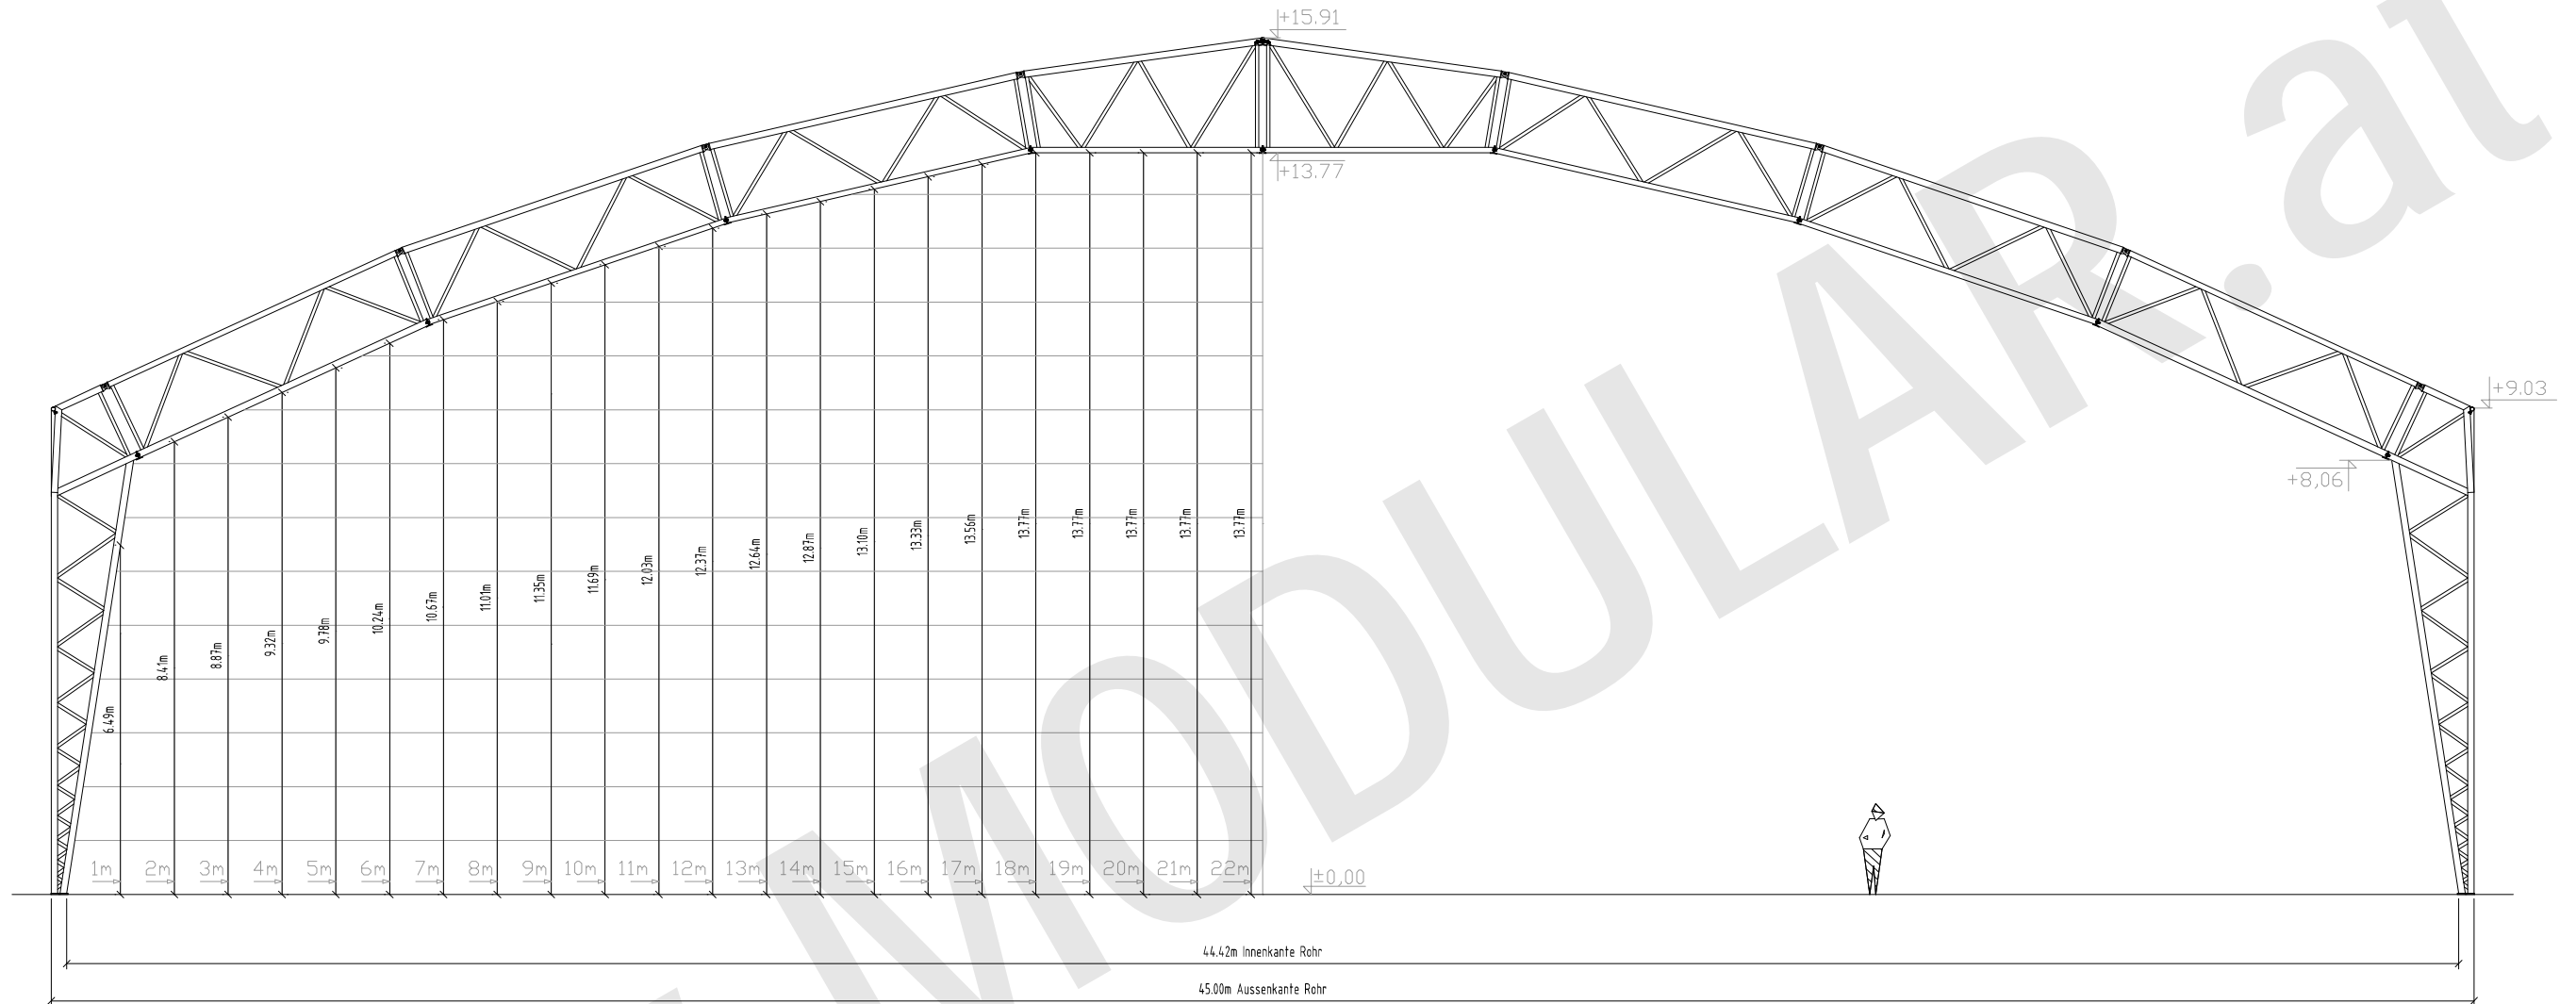 +15.91
+13.77
+9.03
+8,06
MODULAR.at
6.49m
8.41m
8.87m
9.32m
9.78m
10.24m
10.67m
11.01m
11.35m
11.69m
12.03m
12.37m
12.64m
12.87m
13.10m
13.33m
13.56m
13.77m
13.77m
13.77m
13.77m
13.77m
1m 2m 3m 4m 5m 6m 7m 8m 9m 10m 11m 12m 13m 14m 15m 16m 17m 18m 19m 20m 21m 22m
±0,00
44.42m Innenkante Rohr
45.00m Aussenkante Rohr